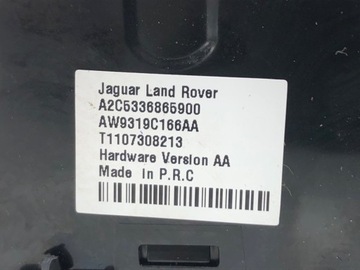 Jaguar Land Rover
A2C5336865900
AW9319C166AA
T1107308213
Hardware Version AA
Made in P.R.C